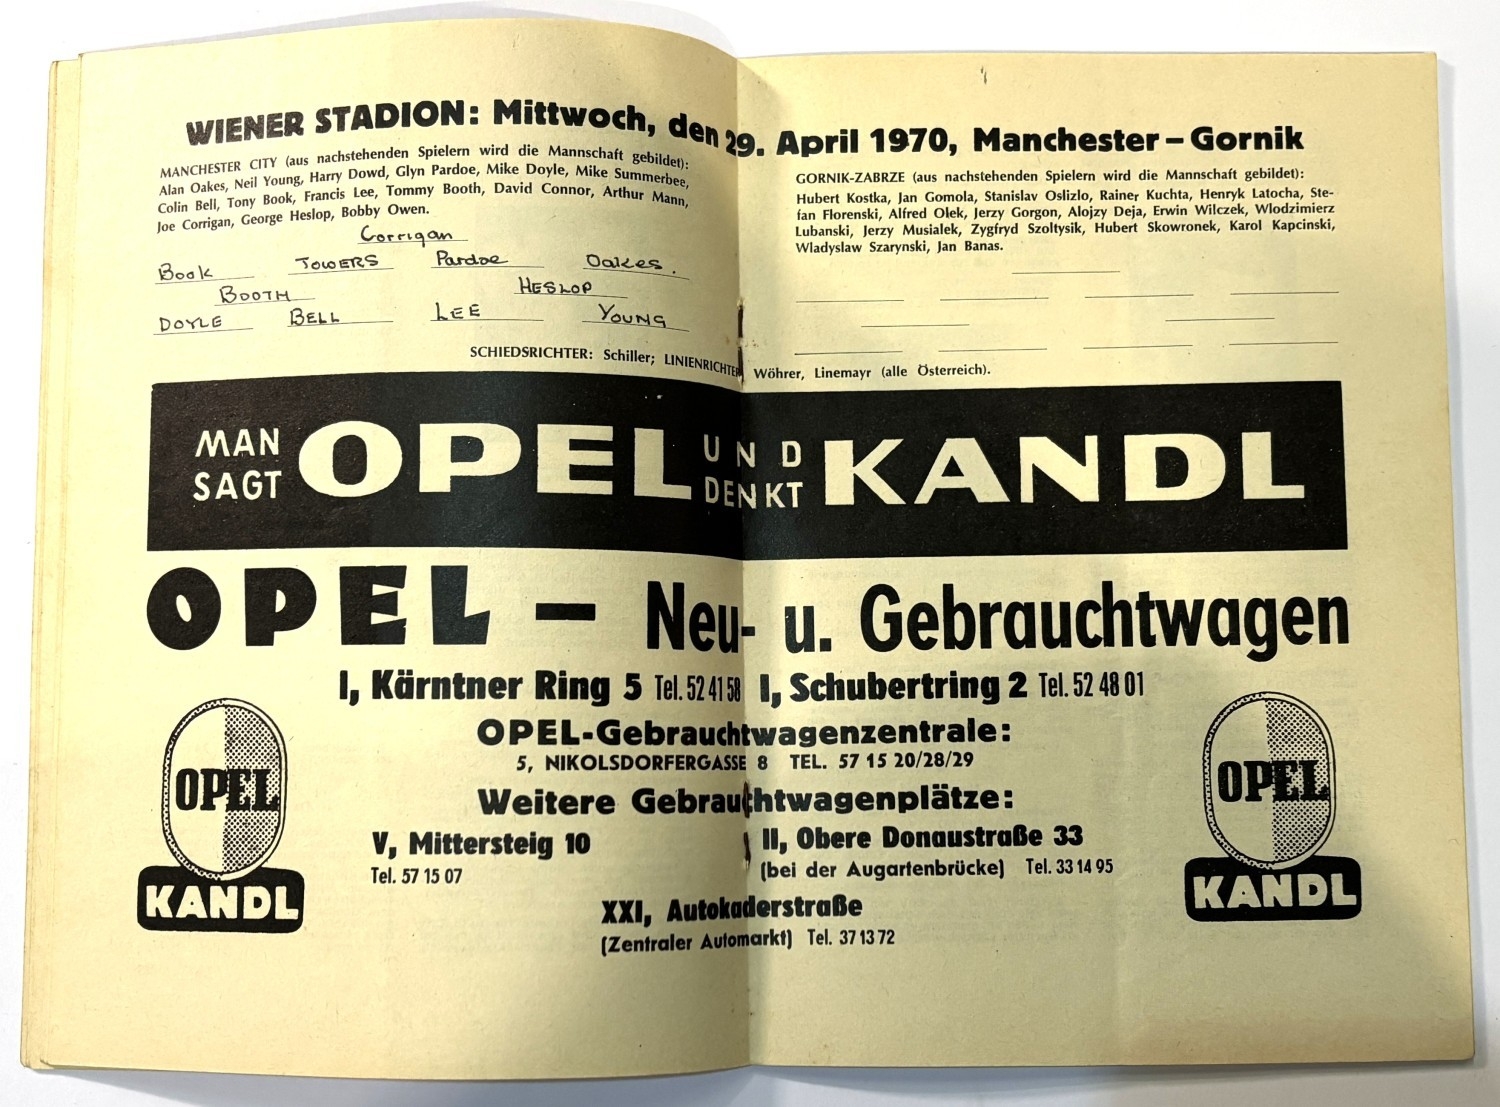 WIENER STADION: Mittwoch, den 29. April 1970, Manchester – Gornik
MANCHESTER CITY (aus nachstehenden Spielern wird die Mannschaft gebildet):
Alan Oakes, Neil Young, Harry Dowd, Glyn Pardoe, Mike Doyle, Mike Summerbee,
Colin Bell, Tony Book, Francis Lee, Tommy Booth, David Connor, Arthur Mann,
Joe Corrigan, George Heslop, Bobby Owen.
Corrigan
Book TOWERS Pardoe Oakes.
BOOTH HESLOP
DOYLE BELL LEE YOUNG
GORNIK-ZABRZE (aus nachstehenden Spielern wird die Mannschaft gebildet):
Hubert Kostka, Jan Gomola, Stanislav Oslizlo, Rainer Kuchta, Henryk Latocha, Ste-
fan Florenski, Alfred Olek, Jerzy Gorgon, Alojzy Deja, Erwin Wilczek, Wlodzimierz
Lubanski, Jerzy Musialek, Zygfryd Szoltysik, Hubert Skowronek, Karol Kapcinski,
Wladyslaw Szarynski, Jan Banas.
SCHIEDSRICHTER: Schiller; LINIENRICHTER Wöhrer, Linemayr (alle Österreich).
MAN SAGT OPEL UND DENKT KANDL
OPEL – Neu- u. Gebrauchtwagen
I, Kärntner Ring 5 Tel. 52 41 58 I, Schubertring 2 Tel. 52 48 01
OPEL-Gebrauchtwagenzentrale:
5, NIKOLSDORFERGASSE 8 TEL. 57 15 20/28/29
Weitere Gebrauchtwagenplätze:
V, Mittersteig 10 II, Obere Donaustraße 33
Tel. 57 15 07 (bei der Augartenbrücke) Tel. 33 14 95
XXI, Autokaderstraße
(Zentraler Automarkt) Tel. 37 13 72
OPEL
KANDL
OPEL
KANDL